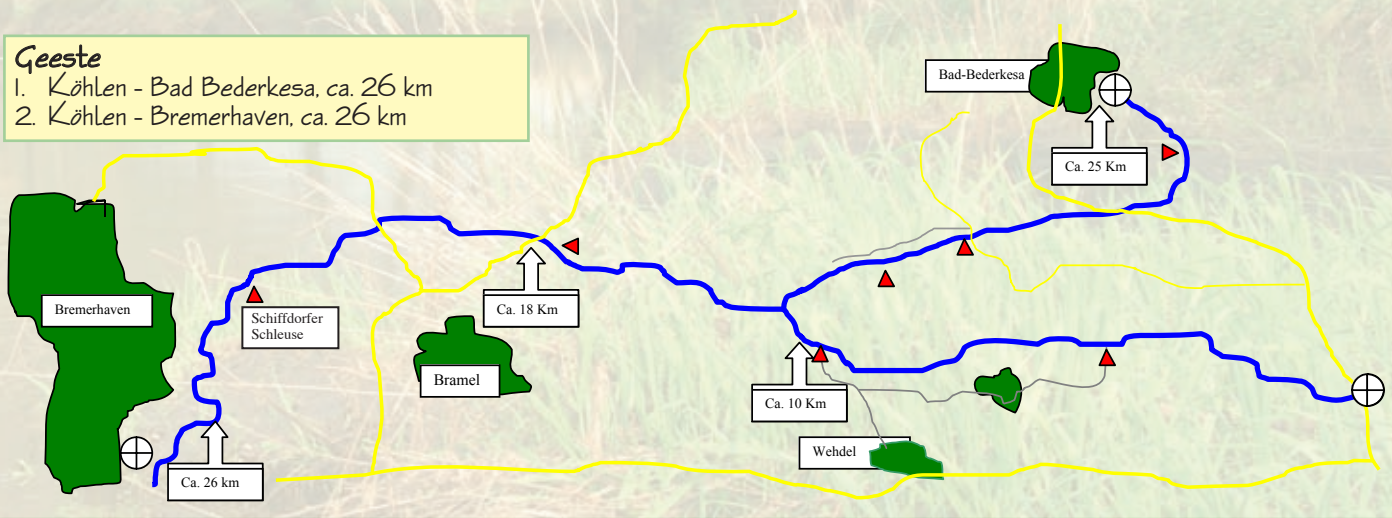 Geeste
1. Köhlen - Bad Bederkesa, ca. 26 km
2. Köhlen - Bremerhaven, ca. 26 km
Bad-Bederkesa
Ca. 25 Km
Bremerhaven
Schiffdorfer
Schleuse
Ca. 18 Km
Bramel
Ca. 10 Km
Wehdel
Ca. 26 km